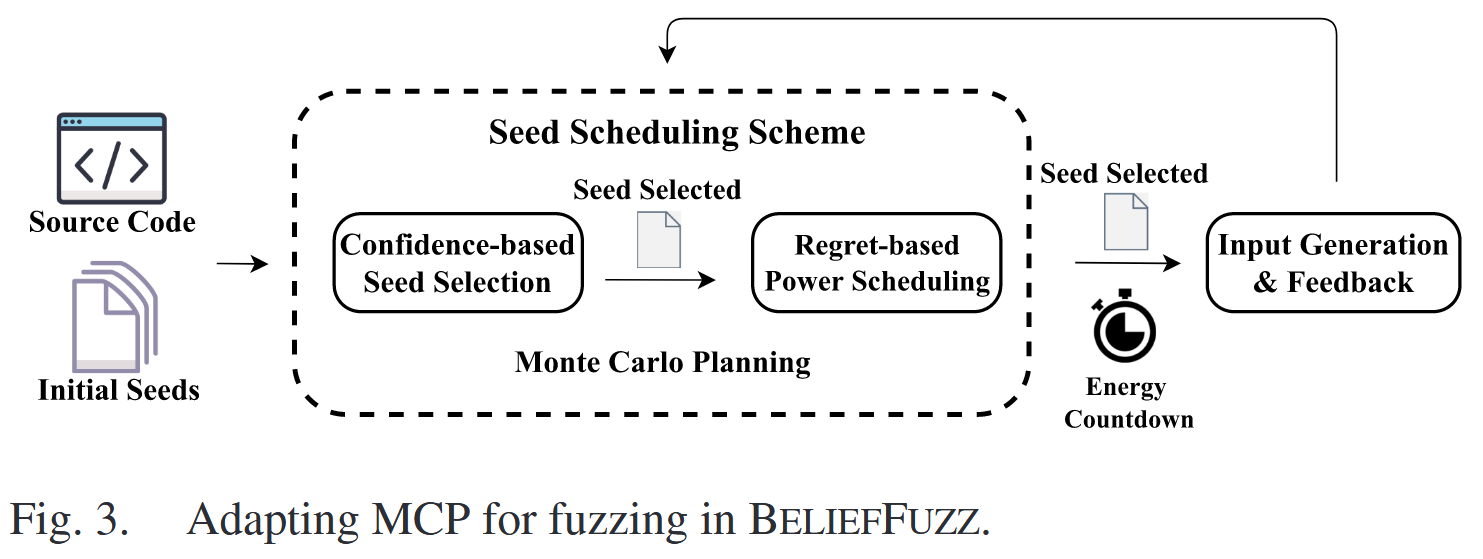 Source Code
Initial Seeds
Seed Scheduling Scheme
Confidence-based
Seed Selection
Seed Selected
Regret-based
Power Scheduling
Monte Carlo Planning
Seed Selected
Energy
Countdown
Input Generation
& Feedback
Fig. 3. Adapting MCP for fuzzing in BELIEFFUZZ.